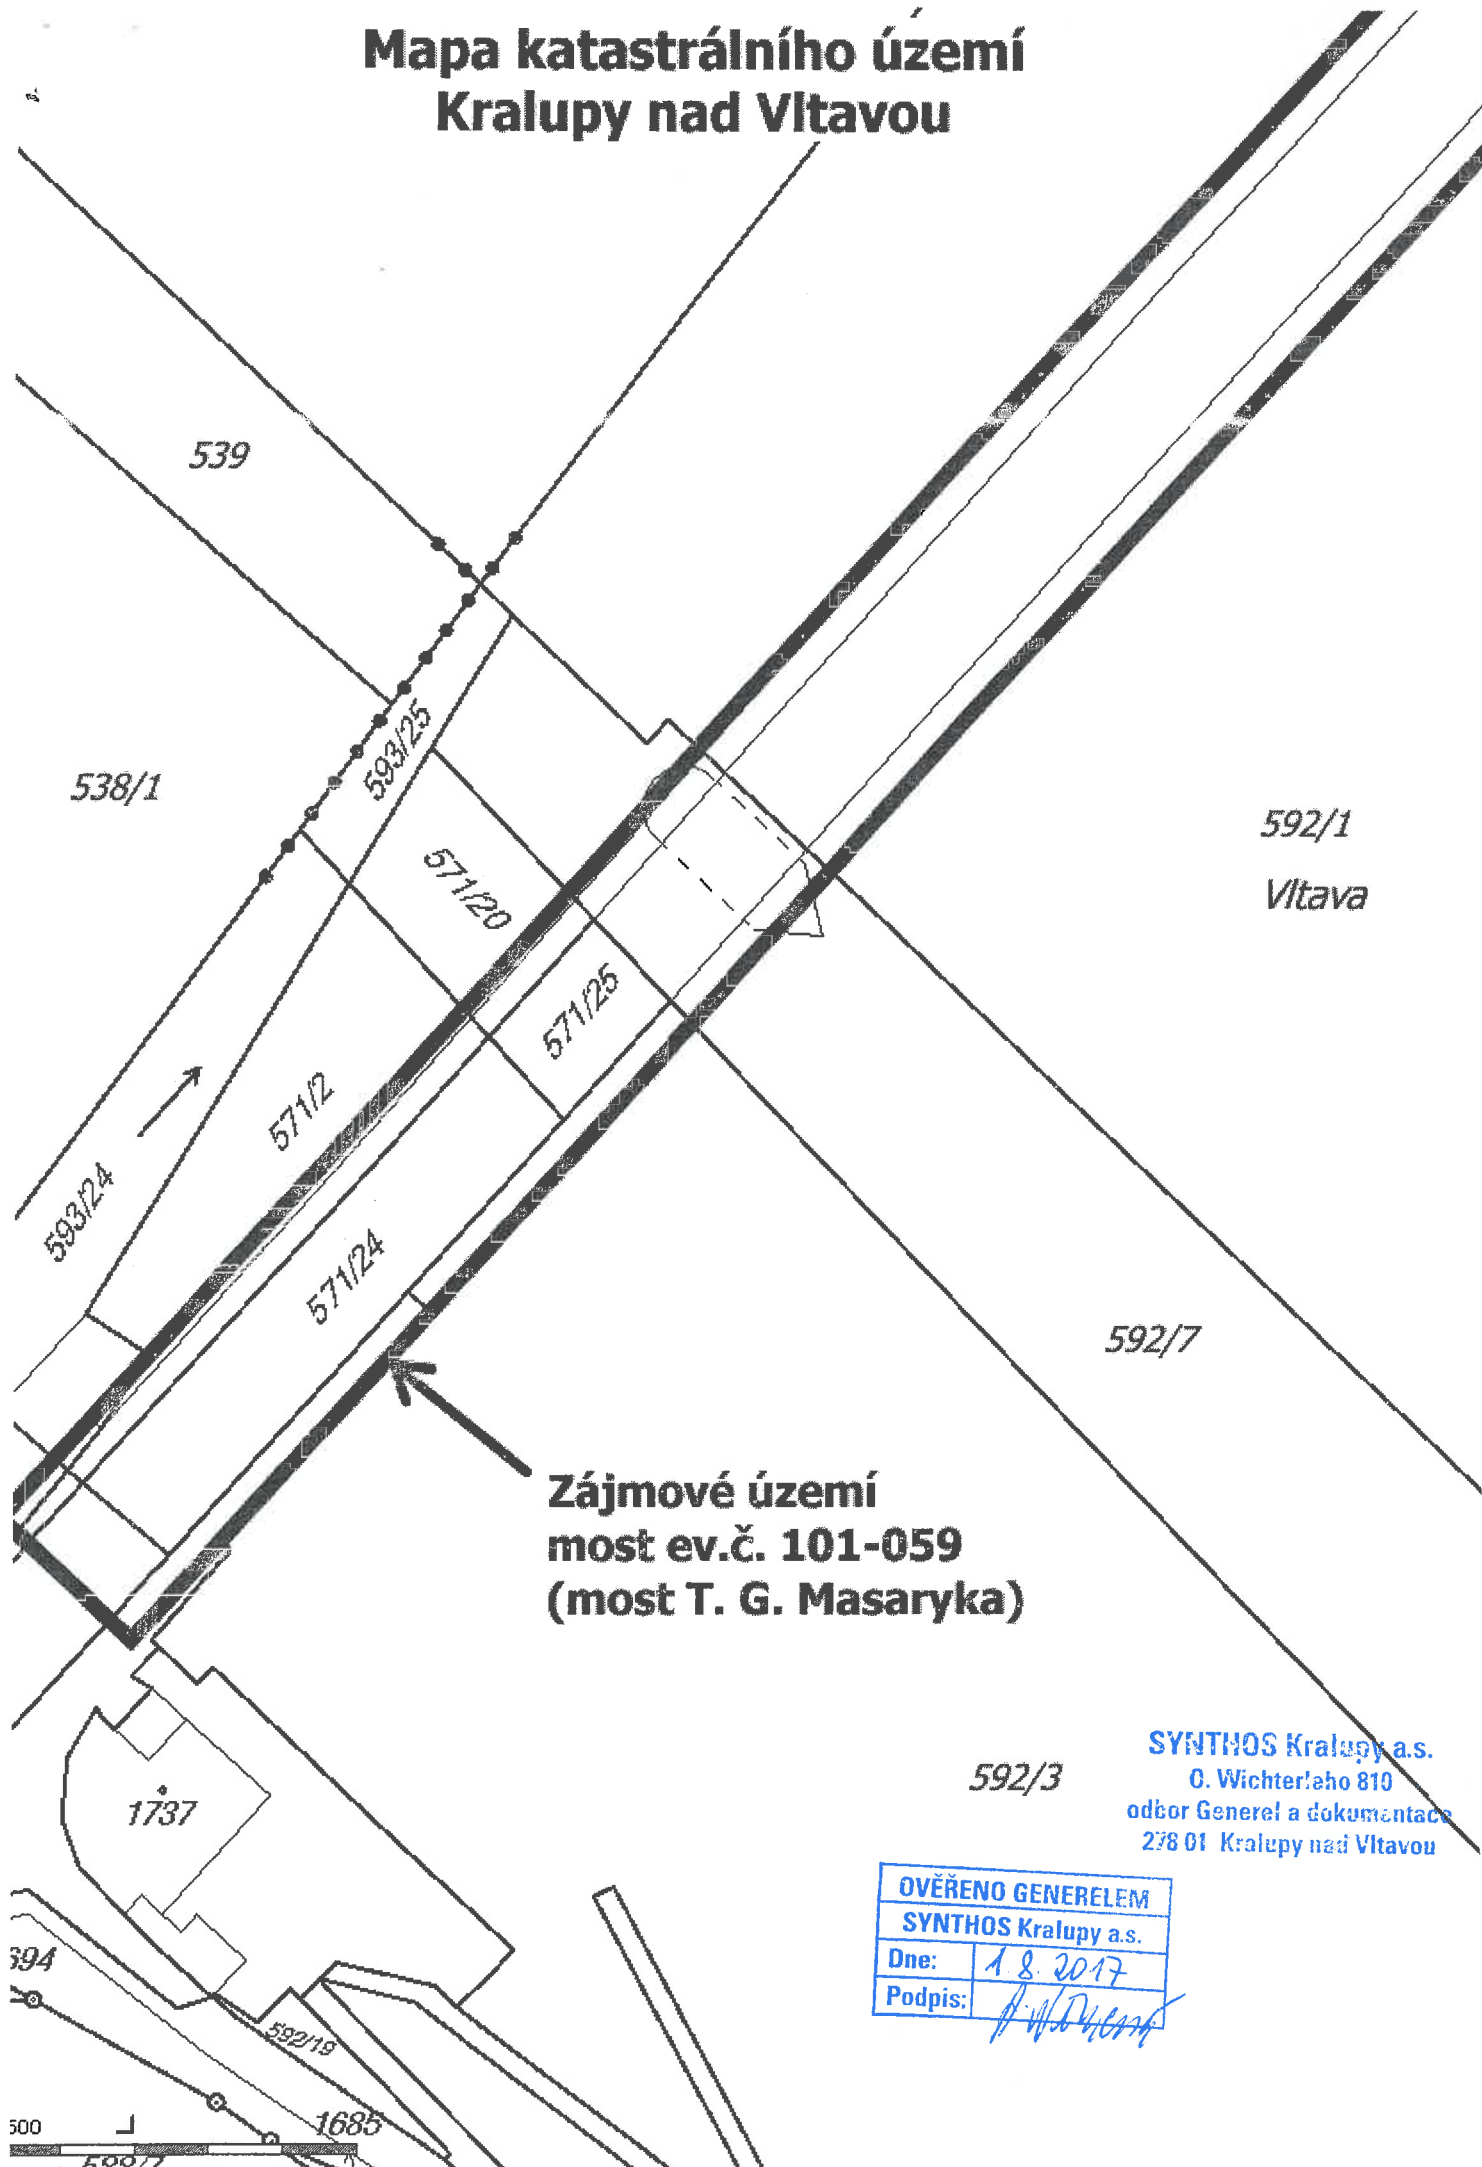 Mapa katastrálního území
Kralupy nad Vltavou
539
593/25
538/1
592/1
Vltava
571/20
571/25
571/2
593/24
571/24
592/7
Zájmové území
most ev.č. 101-059
(most T. G. Masaryka)
SYNTHOS Kralupy a.s.
O. Wichterleho 810
odbor Generel a dokumentace
278 01 Kralupy nad Vltavou
592/3
1737
OVĚŘENO GENERELEM
SYNTHOS Kralupy a.s.
Dne: 1.8.2017
Podpis:
592/19
1685